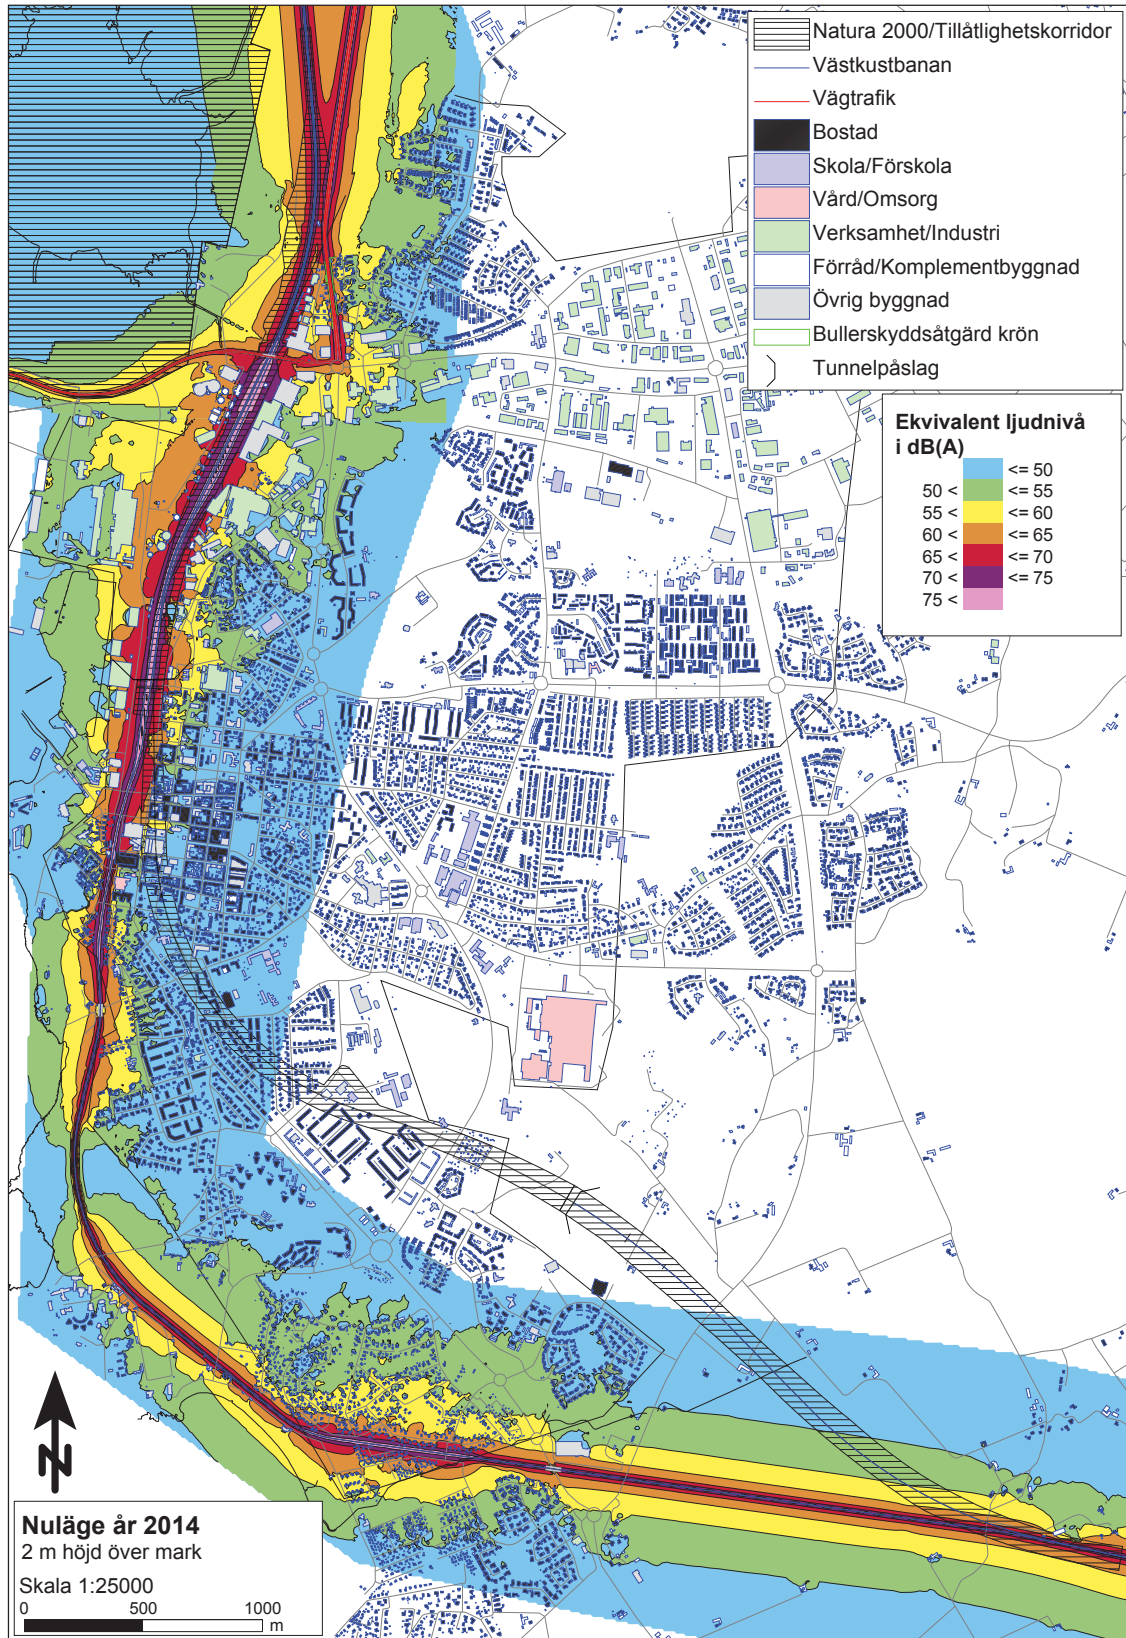 Natura 2000/Tillåtlighetskorridor
Västkustbanan
Vägtrafik
Bostad
Skola/Förskola
Vård/Omsorg
Verksamhet/Industri
Förråd/Komplementbyggnad
Övrig byggnad
Bullerskyddsåtgärd krön
Tunnelpåslag
Ekvivalent ljudnivå
i dB(A)
<= 50
50 < <= 55
55 < <= 60
60 < <= 65
65 < <= 70
70 < <= 75
75 <
N
Nuläge år 2014
2 m höjd över mark
Skala 1:25000
0 500 1000
m